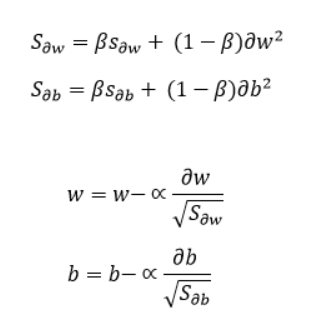 S∂w = βs∂w + (1 − β)∂w²
S∂b = βs∂b + (1 − β)∂b²
w = w− ∝ ∂w / √S∂w
b = b− ∝ ∂b / √S∂b